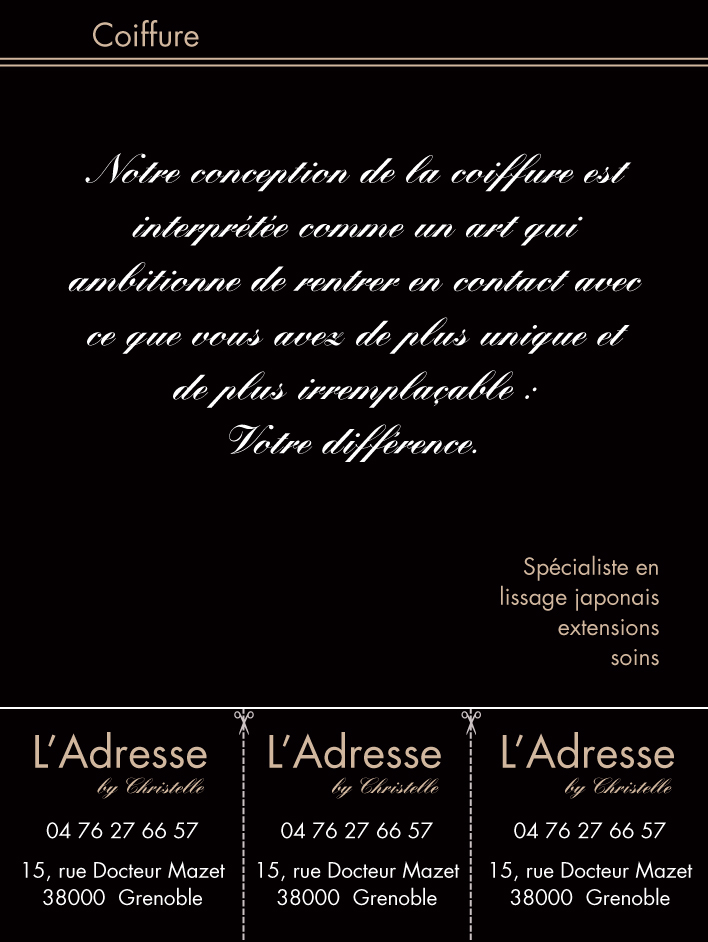 Coiffure
Notre conception de la coiffure est
interprétée comme un art qui
ambitionne de rentrer en contact avec
ce que vous avez de plus unique et
de plus irremplaçable :
Votre différence.
Spécialiste en
lissage japonais
extensions
soins
L'Adresse
by Christelle
04 76 27 66 57
15, rue Docteur Mazet
38000 Grenoble
L'Adresse
by Christelle
04 76 27 66 57
15, rue Docteur Mazet
38000 Grenoble
L'Adresse
by Christelle
04 76 27 66 57
15, rue Docteur Mazet
38000 Grenoble